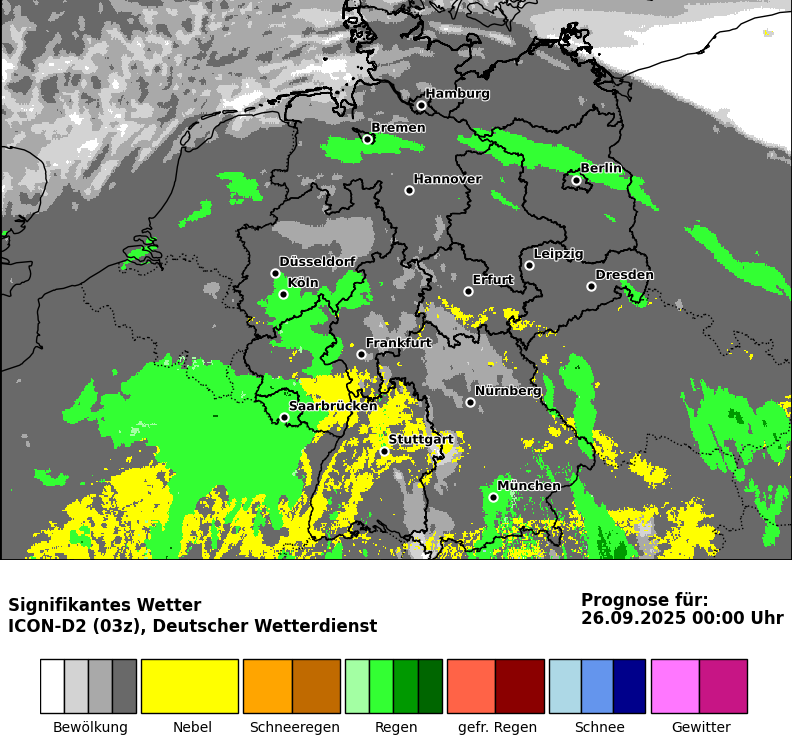 Hamburg
Bremen
Berlin
Hannover
Leipzig
Düsseldorf
Dresden
Köln
Erfurt
Frankfurt
Nürnberg
Saarbrücken
Stuttgart
München
Signifikantes Wetter
ICON-D2 (03z), Deutscher Wetterdienst
Prognose für:
26.09.2025 00:00 Uhr
Bewölkung Nebel Schneeregen Regen gefr. Regen Schnee Gewitter